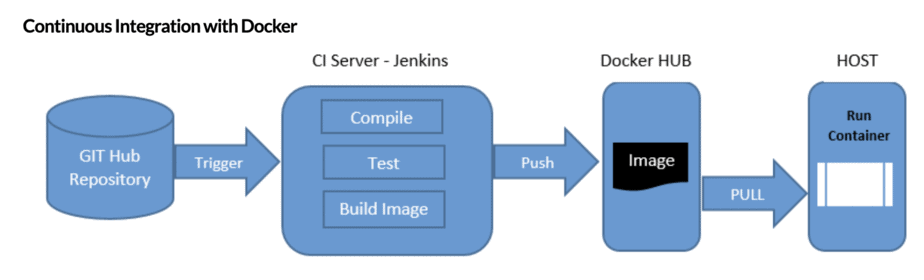 Continuous Integration with Docker
CI Server - Jenkins
Docker HUB
HOST
GIT Hub
Repository
Trigger
Compile
Test
Build Image
Push
Image
PULL
Run
Container